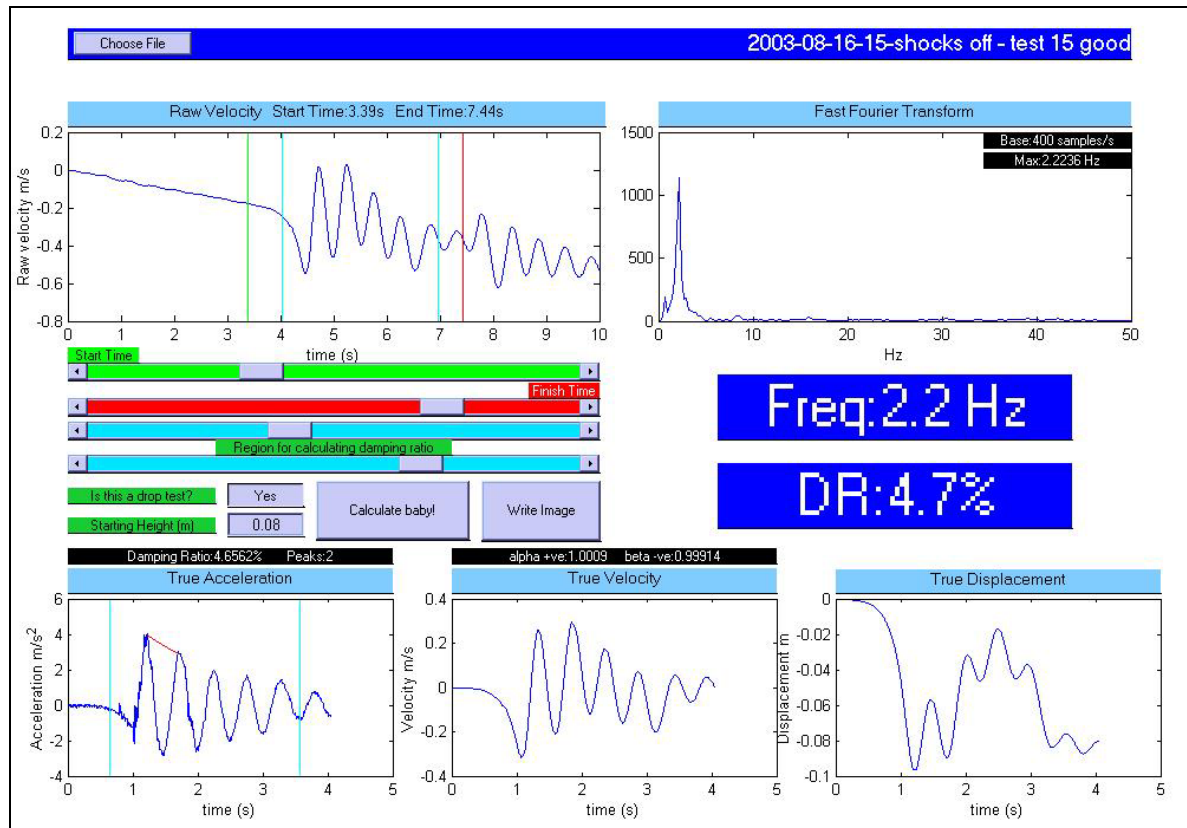 Choose File
2003-08-16-15-shocks off - test 15 good
Raw Velocity Start Time:3.39s End Time:7.44s
Fast Fourier Transform
0.2
0
-0.2
-0.4
-0.6
-0.8
Raw velocity m/s
0 1 2 3 4 5 6 7 8 9 10
time (s)
1500
1000
500
0
Base:400 samples/s
Max:2.2236 Hz
0 10 20 30 40 50
Hz
Start Time
Finish Time
Region for calculating damping ratio
Freq:2.2 Hz
DR:4.7%
Is this a drop test?
Yes
Starting Height (m)
0.08
Calculate baby!
Write Image
Damping Ratio:4.6562% Peaks:2
True Acceleration
6
4
2
0
-2
-4
Acceleration m/s²
0 1 2 3 4 5
time (s)
alpha +ve:1.0009 beta -ve:0.99914
True Velocity
0.4
0.2
0
-0.2
-0.4
Velocity m/s
0 1 2 3 4 5
time (s)
True Displacement
0
-0.02
-0.04
-0.06
-0.08
-0.1
Displacement m
0 1 2 3 4 5
time (s)